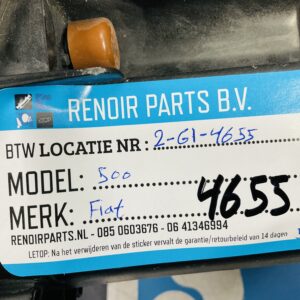 RENOIR PARTS B.V.
BTW LOCATIE NR: 2-G1-4655
MODEL: 500
MERK: Fiat
4655
RENOIRPARTS.NL - 085 0603676 - 06 41346994
LETOP: Na het verwijderen van de sticker vervalt de garantie/retourbeleid van 14 dagen